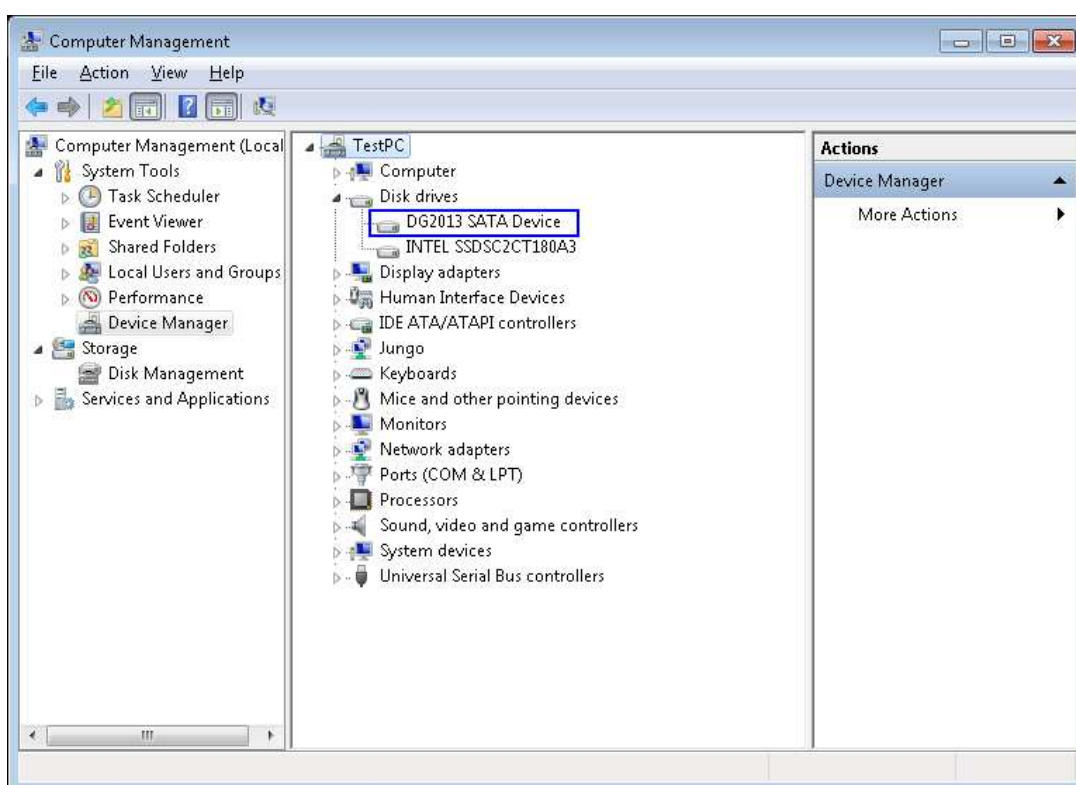 Computer Management
File Action View Help
Computer Management (Local
System Tools
Task Scheduler
Event Viewer
Shared Folders
Local Users and Groups
Performance
Device Manager
Storage
Disk Management
Services and Applications
TestPC
Computer
Disk drives
DG2013 SATA Device
INTEL SSDSC2CT180A3
Display adapters
Human Interface Devices
IDE ATA/ATAPI controllers
Jungo
Keyboards
Mice and other pointing devices
Monitors
Network adapters
Ports (COM & LPT)
Processors
Sound, video and game controllers
System devices
Universal Serial Bus controllers
Actions
Device Manager
More Actions